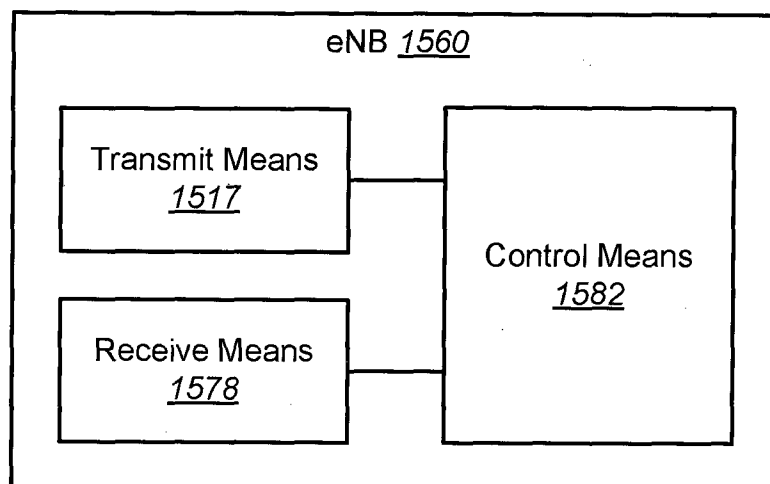 eNB 1560
Transmit Means
1517
Control Means
1582
Receive Means
1578